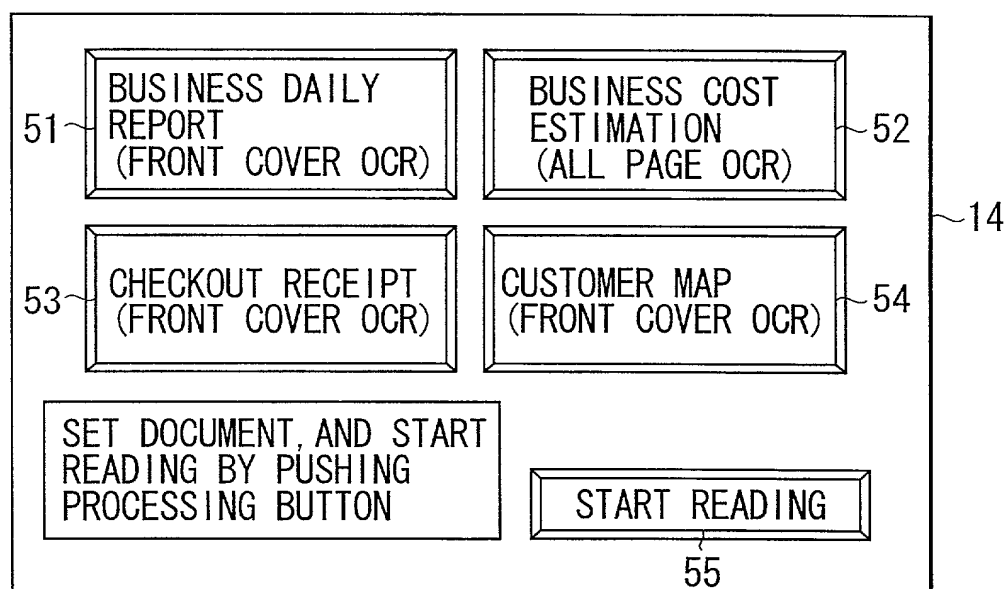 BUSINESS DAILY
REPORT
(FRONT COVER OCR)
51
BUSINESS COST
ESTIMATION
(ALL PAGE OCR)
52
14
CHECKOUT RECEIPT
(FRONT COVER OCR)
53
CUSTOMER MAP
(FRONT COVER OCR)
54
SET DOCUMENT, AND START
READING BY PUSHING
PROCESSING BUTTON
START READING
55